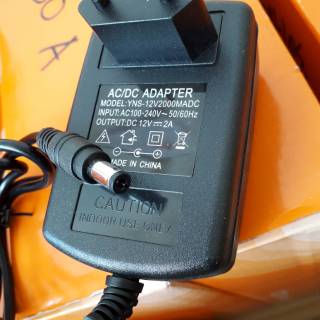 00 A
AC/DC ADAPTER
MODEL:YNS-12V2000MADC
INPUT:AC100-240V~50/60Hz
OUTPUT:DC 12V⎓2A
MADE IN CHINA
CAUTION
INDOOR USE ONLY